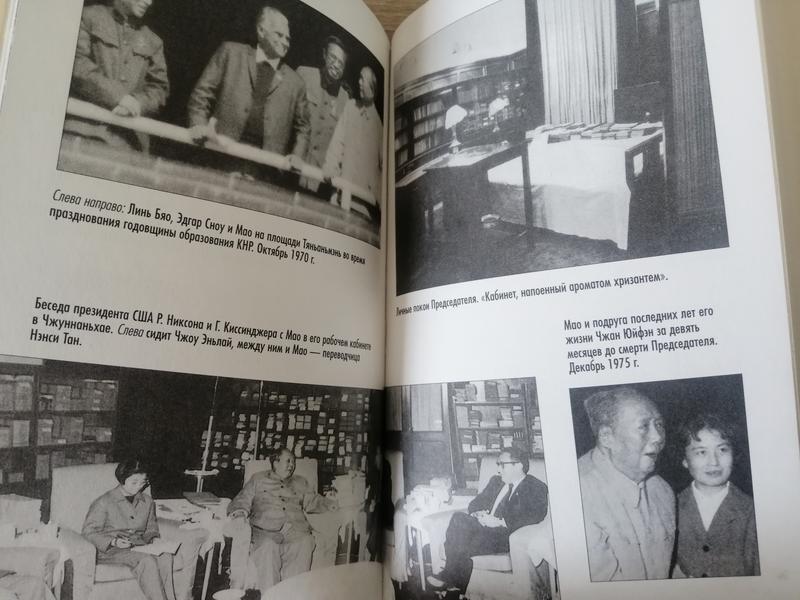 Слева направо: Линь Бяо, Эдгар Сноу и Мао на площади Тяньаньмэнь во время
празднования годовщины образования КНР. Октябрь 1970 г.
Беседа президента США Р. Никсона и Г. Киссинджера с Мао в его рабочем кабинете
в Чжуннаньхае. Слева сидит Чжоу Эньлай, между ним и Мао — переводчица
Нэнси Тан.
Личные покои Председателя. «Кабинет, напоенный ароматом хризантем».
Мао и подруга последних лет его
жизни Чжан Юйфэн за девять
месяцев до смерти Председателя.
Декабрь 1975 г.